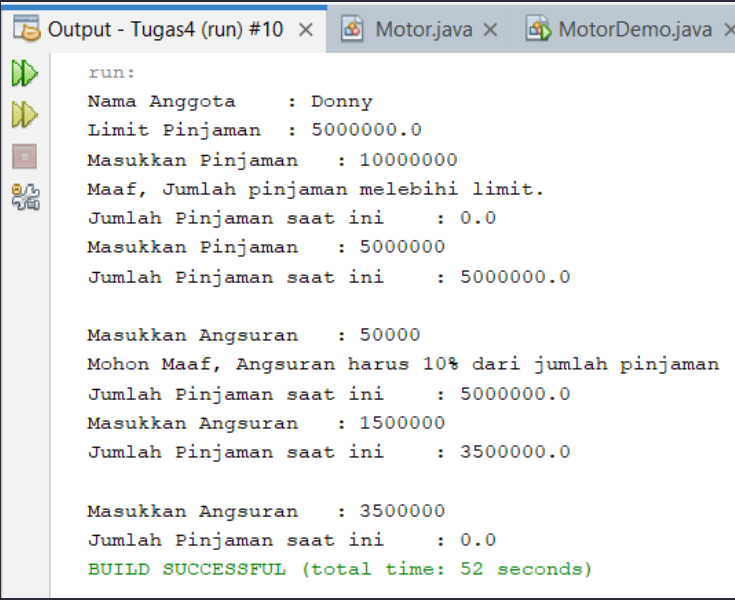 Output - Tugas4 (run) #10 × Motor.java × MotorDemo.java ×
run:
Nama Anggota    : Donny
Limit Pinjaman  : 5000000.0
Masukkan Pinjaman   : 10000000
Maaf, Jumlah pinjaman melebihi limit.
Jumlah Pinjaman saat ini    : 0.0
Masukkan Pinjaman   : 5000000
Jumlah Pinjaman saat ini    : 5000000.0
Masukkan Angsuran   : 50000
Mohon Maaf, Angsuran harus 10% dari jumlah pinjaman
Jumlah Pinjaman saat ini    : 5000000.0
Masukkan Angsuran   : 1500000
Jumlah Pinjaman saat ini    : 3500000.0
Masukkan Angsuran   : 3500000
Jumlah Pinjaman saat ini    : 0.0
BUILD SUCCESSFUL (total time: 52 seconds)